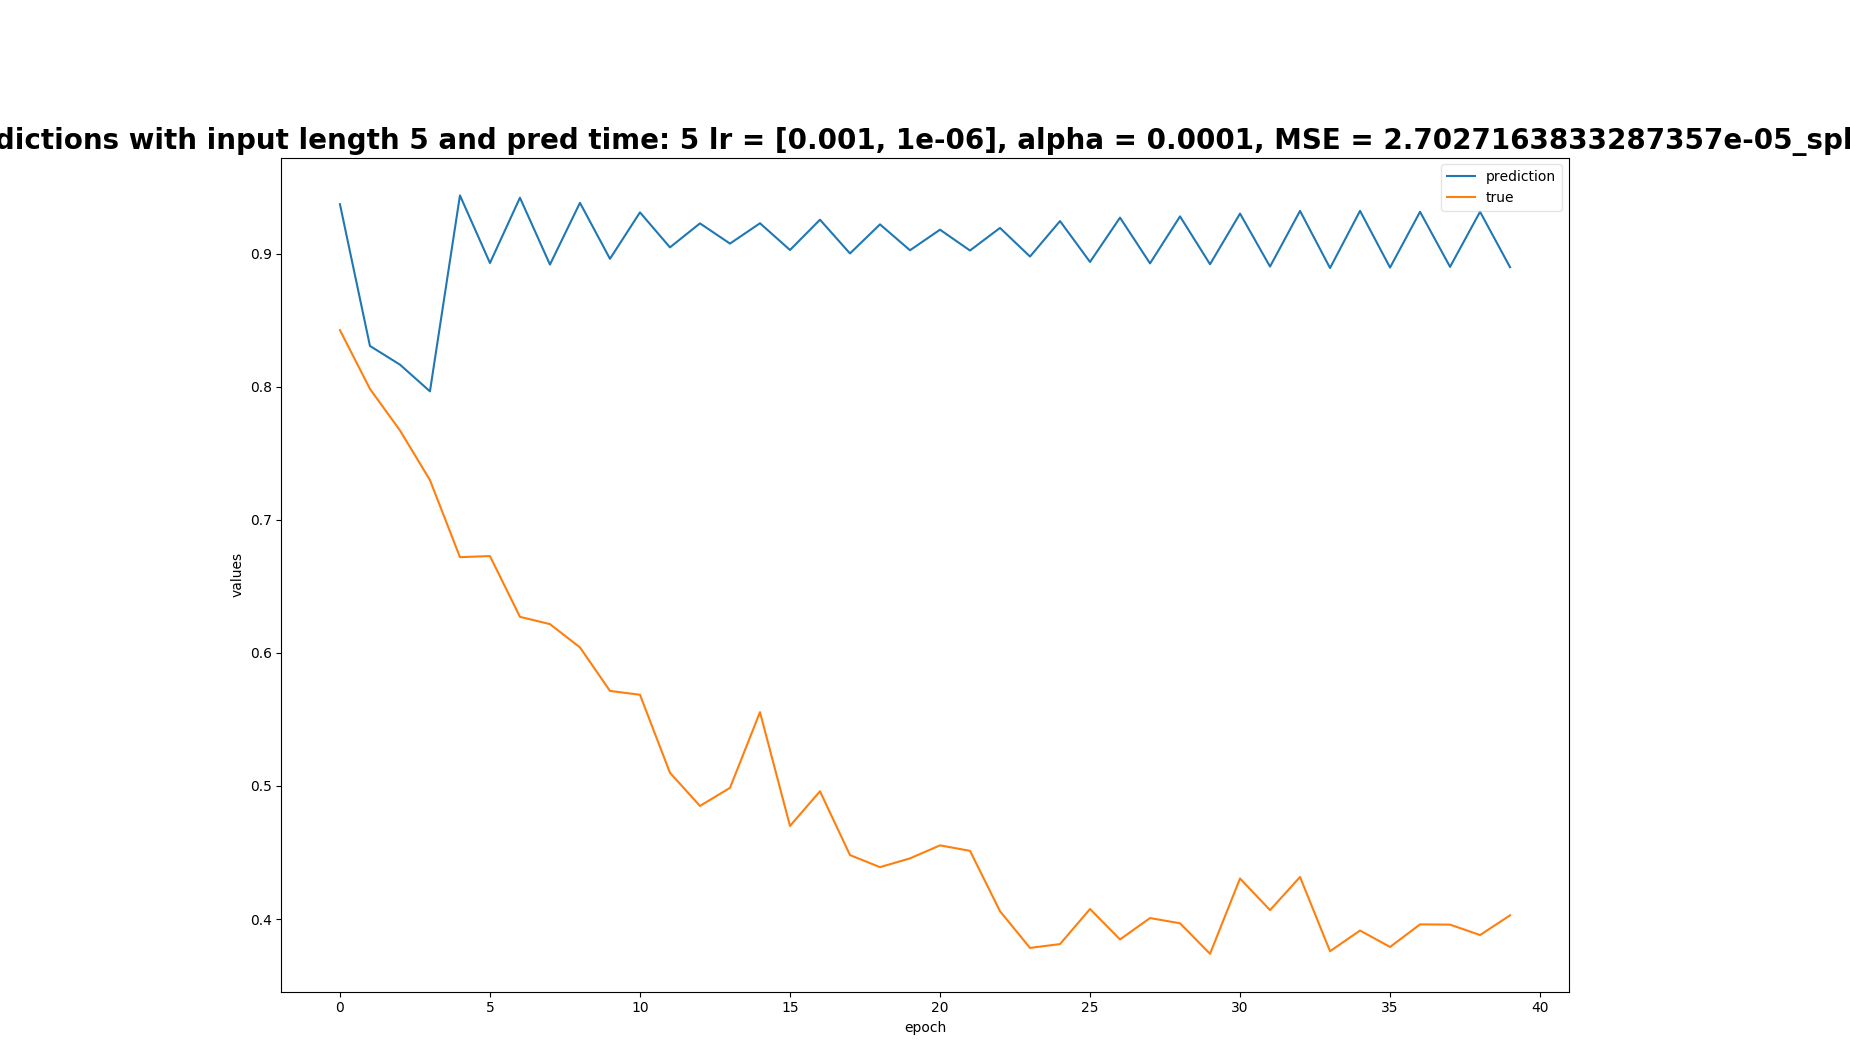 dictions with input length 5 and pred time: 5 lr = [0.001, 1e-06], alpha = 0.0001, MSE = 2.7027163833287357e-05_spl
prediction
true
0.9
0.8
0.7
0.6
0.5
0.4
values
0 5 10 15 20 25 30 35 40
epoch